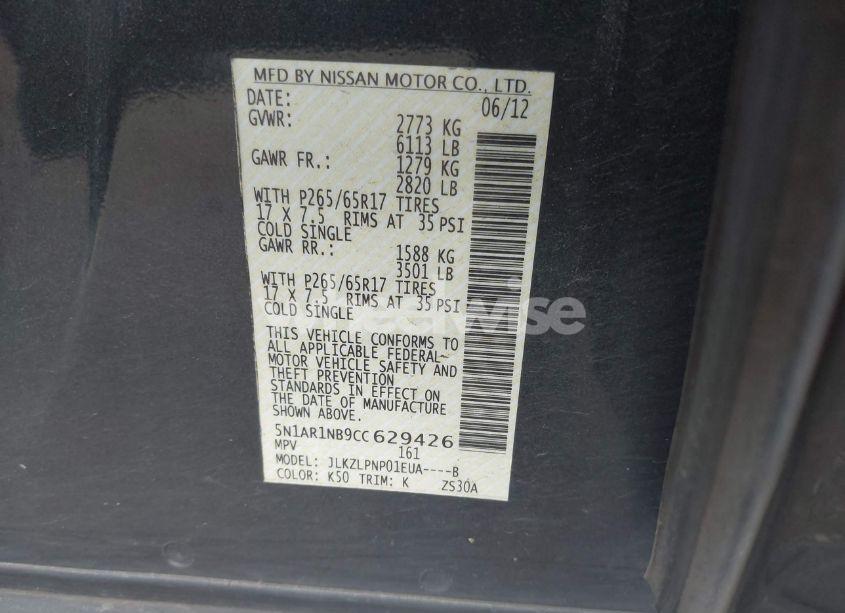 MFD BY NISSAN MOTOR CO., LTD.
DATE: 06/12
GVWR: 2773 KG
6113 LB
GAWR FR.: 1279 KG
2820 LB
WITH P265/65R17 TIRES
17 X 7.5 RIMS AT 35 PSI
COLD SINGLE
GAWR RR.: 1588 KG
3501 LB
WITH P265/65R17 TIRES
17 X 7.5 RIMS AT 35 PSI
COLD SINGLE
THIS VEHICLE CONFORMS TO
ALL APPLICABLE FEDERAL
MOTOR VEHICLE SAFETY AND
THEFT PREVENTION
STANDARDS IN EFFECT ON
THE DATE OF MANUFACTURE
SHOWN ABOVE.
5N1AR1NB9CC629426
MPV 161
MODEL: JLKZLPNP01EUA----B
COLOR: K50 TRIM: K ZS30A